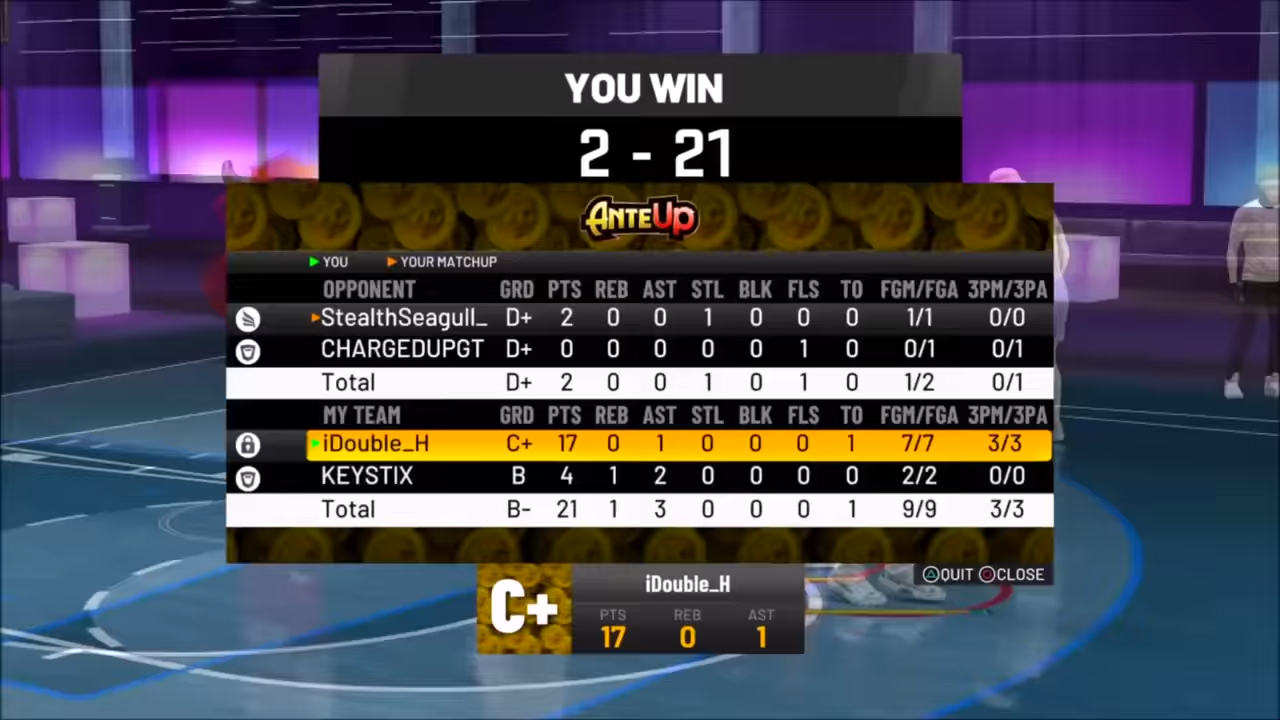 YOU WIN
2 - 21
ANTEUP
YOU YOUR MATCHUP
OPPONENT GRD PTS REB AST STL BLK FLS TO FGM/FGA 3PM/3PA
StealthSeagull_ D+ 2 0 0 1 0 0 0 1/1 0/0
CHARGEDUPGT D+ 0 0 0 0 0 1 0 0/1 0/1
Total D+ 2 0 0 1 0 1 0 1/2 0/1
MY TEAM GRD PTS REB AST STL BLK FLS TO FGM/FGA 3PM/3PA
iDouble_H C+ 17 0 1 0 0 0 1 7/7 3/3
KEYSTIX B 4 1 2 0 0 0 0 2/2 0/0
Total B- 21 1 3 0 0 0 1 9/9 3/3
QUIT CLOSE
C+ iDouble_H
PTS REB AST
17 0 1